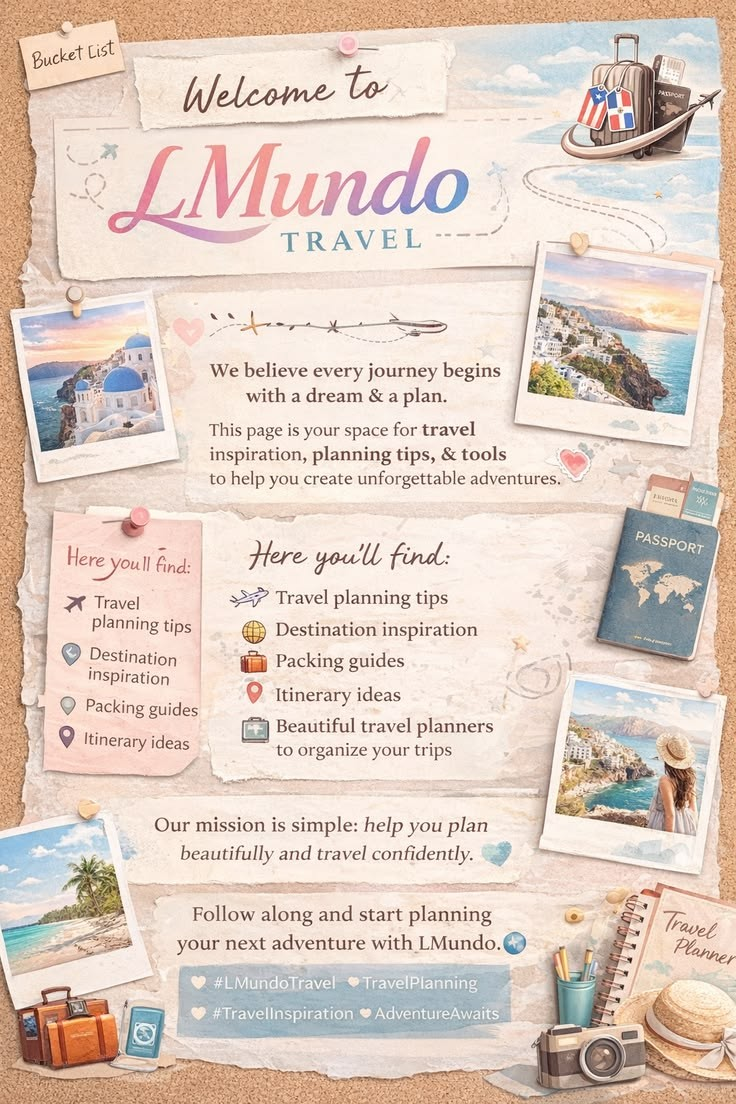 Bucket List
Welcome to
LMundo
TRAVEL
PASSPORT
We believe every journey begins
with a dream & a plan.
This page is your space for travel
inspiration, planning tips, & tools
to help you create unforgettable adventures.
Here you'll find:
Travel
planning tips
Destination
inspiration
Packing guides
Itinerary ideas
Here you'll find:
Travel planning tips
Destination inspiration
Packing guides
Itinerary ideas
Beautiful travel planners
to organize your trips
PASSPORT
Our mission is simple: help you plan
beautifully and travel confidently.
Follow along and start planning
your next adventure with LMundo.
#LMundoTravel TravelPlanning
#TravelInspiration AdventureAwaits
Travel
Planner